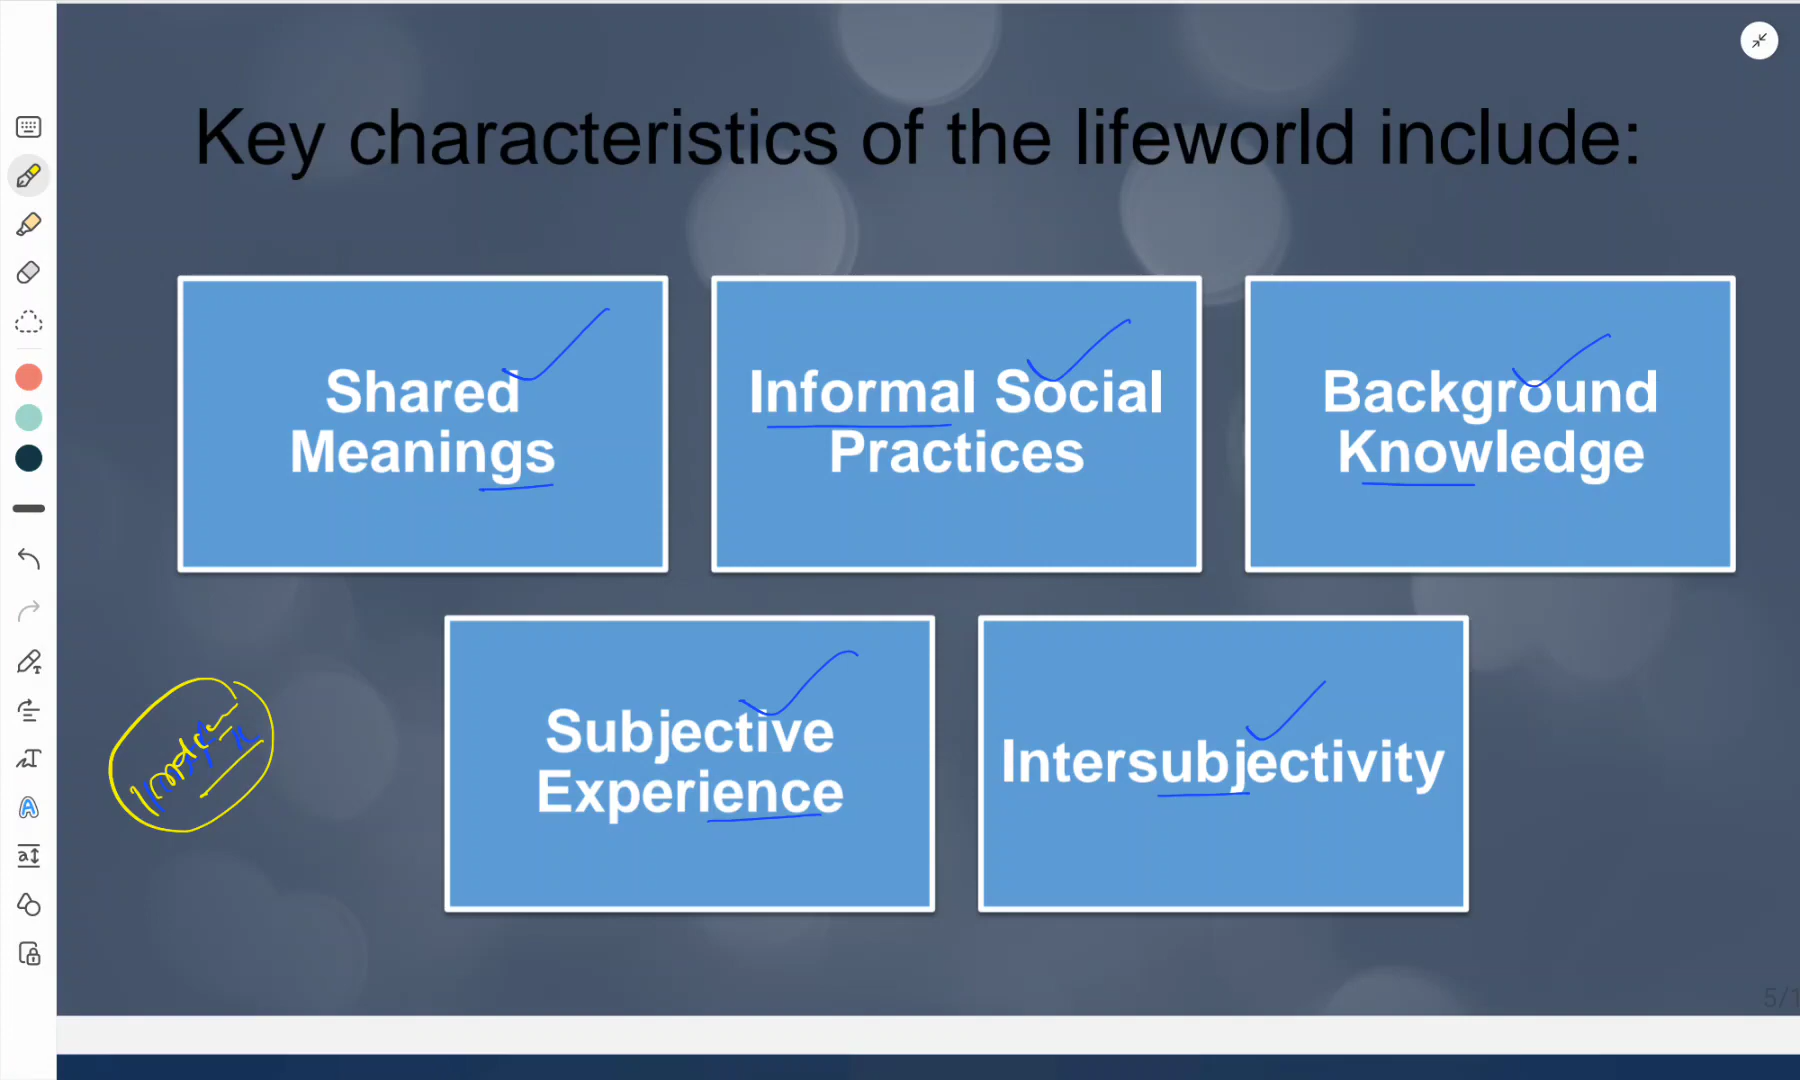 Key characteristics of the lifeworld include:
Shared
Meanings
Informal Social
Practices
Background
Knowledge
Subjective
Experience
Intersubjectivity